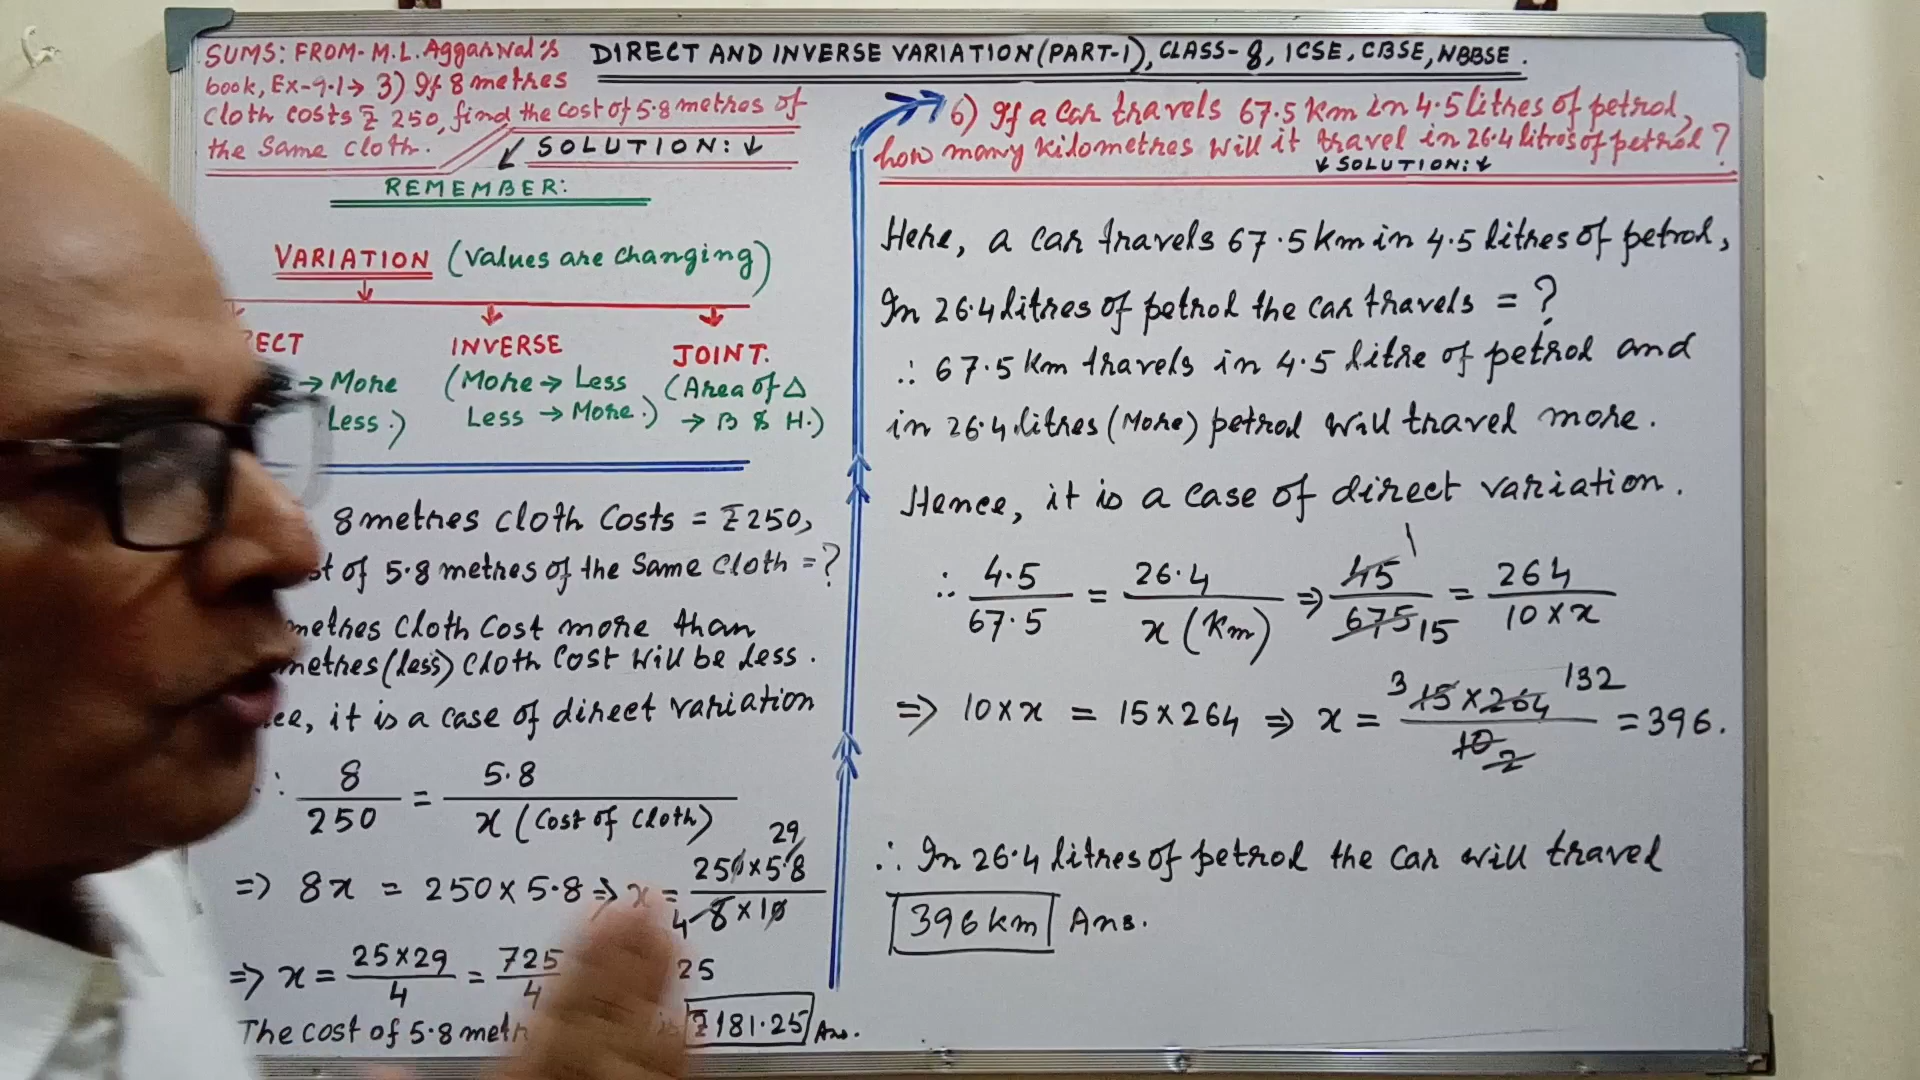 SUMS: FROM- M.L. Aggarwal's
book, Ex-9.1→ 3) If 8 metres
cloth costs ₹ 250, find the cost of 5.8 metres of
the same cloth.
↙ SOLUTION: ↓
REMEMBER:
VARIATION (Values are changing)
ECT
→ More
Less.)
INVERSE
(More → Less
Less → More.)
JOINT.
(Area of △
→ B & H.)
8 metres cloth costs = ₹250,
st of 5.8 metres of the same cloth = ?
metres cloth cost more than
metres (less) cloth cost will be less.
ce, it is a case of direct variation
∴ 8/250 = 5.8/x (cost of cloth)
⇒ 8x = 250 × 5.8 ⇒ x = 250×58/8×10 29 4
⇒ x = 25×29/4 = 725/4 25
The cost of 5.8 met ₹181.25 Ans.
DIRECT AND INVERSE VARIATION (PART-1), CLASS-8, ICSE, CBSE, NBBSE.
6) If a car travels 67.5 km in 4.5 litres of petrol,
how many kilometres will it travel in 26.4 litres of petrol?
↓ SOLUTION: ↓
Here, a car travels 67.5 km in 4.5 litres of petrol,
In 26.4 litres of petrol the car travels = ?
∴ 67.5 km travels in 4.5 litre of petrol and
in 26.4 litres (More) petrol will travel more.
Hence, it is a case of direct variation.
∴ 4.5/67.5 = 26.4/x (km) ⇒ 45/675 1 15 = 264/10×x
⇒ 10×x = 15×264 ⇒ x = 3 15×264 132/10 2 = 396.
∴ In 26.4 litres of petrol the car will travel
396 km Ans.